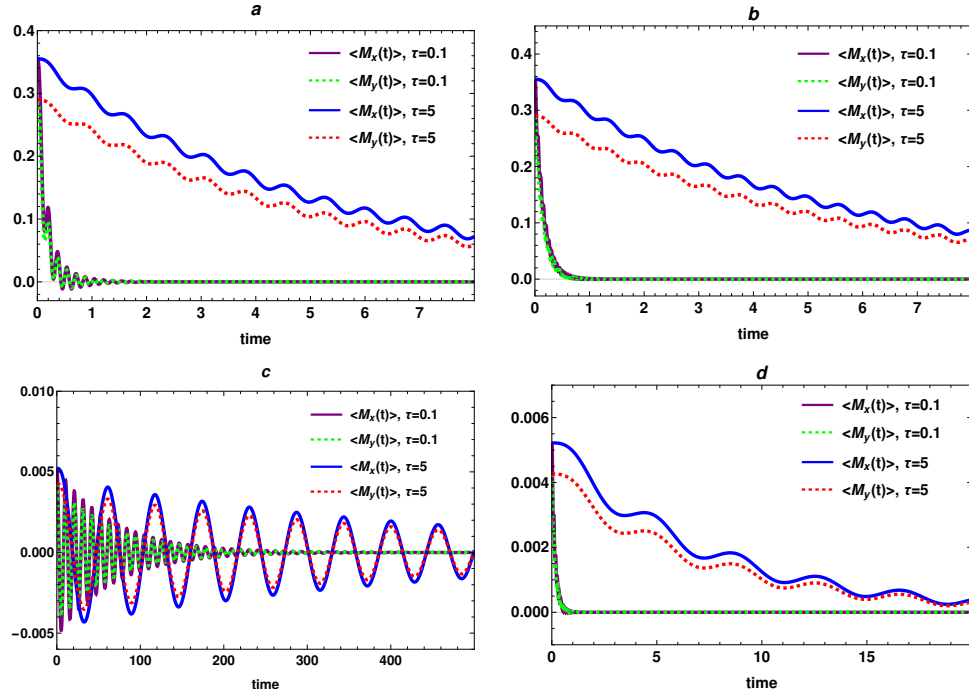 a
0.4
0.3
0.2
0.1
0.0
0 1 2 3 4 5 6 7
time
<Mx(t)>, τ=0.1
<My(t)>, τ=0.1
<Mx(t)>, τ=5
<My(t)>, τ=5
b
0.4
0.3
0.2
0.1
0.0
0 1 2 3 4 5 6 7
time
<Mx(t)>, τ=0.1
<My(t)>, τ=0.1
<Mx(t)>, τ=5
<My(t)>, τ=5
c
0.010
0.005
0.000
−0.005
0 100 200 300 400
time
<Mx(t)>, τ=0.1
<My(t)>, τ=0.1
<Mx(t)>, τ=5
<My(t)>, τ=5
d
0.006
0.004
0.002
0.000
0 5 10 15
time
<Mx(t)>, τ=0.1
<My(t)>, τ=0.1
<Mx(t)>, τ=5
<My(t)>, τ=5